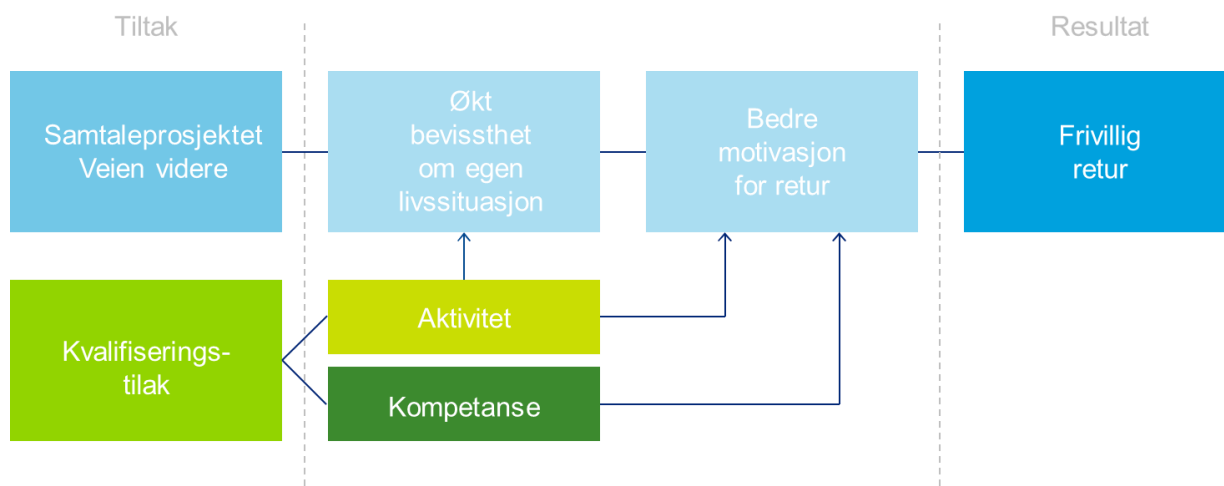 Tiltak
Resultat
Samtaleprosjektet
Veien videre
Økt
bevissthet
om egen
livssituasjon
Bedre
motivasjon
for retur
Frivillig
retur
Kvalifiserings-
tilak
Aktivitet
Kompetanse